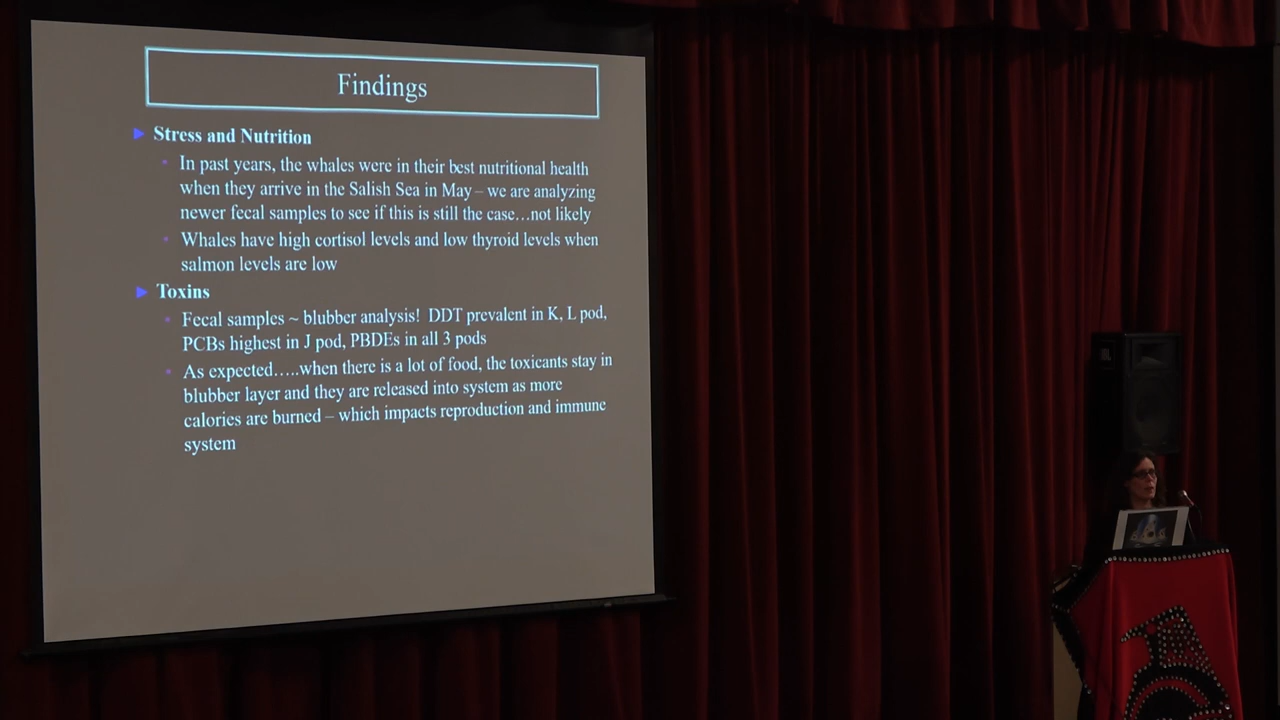 Findings
Stress and Nutrition
In past years, the whales were in their best nutritional health
when they arrive in the Salish Sea in May – we are analyzing
newer fecal samples to see if this is still the case…not likely
Whales have high cortisol levels and low thyroid levels when
salmon levels are low
Toxins
Fecal samples ~ blubber analysis!  DDT prevalent in K, L pod,
PCBs highest in J pod, PBDEs in all 3 pods
As expected…..when there is a lot of food, the toxicants stay in
blubber layer and they are released into system as more
calories are burned – which impacts reproduction and immune
system
JBL